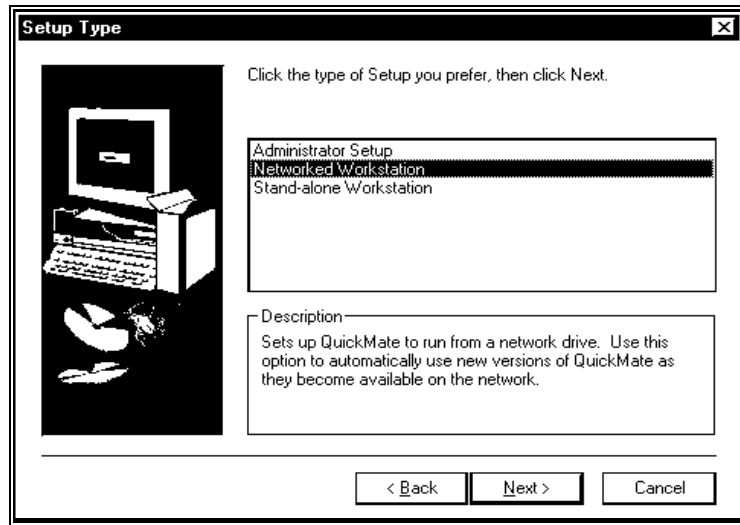 Setup Type
Click the type of Setup you prefer, then click Next.
Administrator Setup
Networked Workstation
Stand-alone Workstation
Description
Sets up QuickMate to run from a network drive. Use this
option to automatically use new versions of QuickMate as
they become available on the network.
< Back
Next >
Cancel